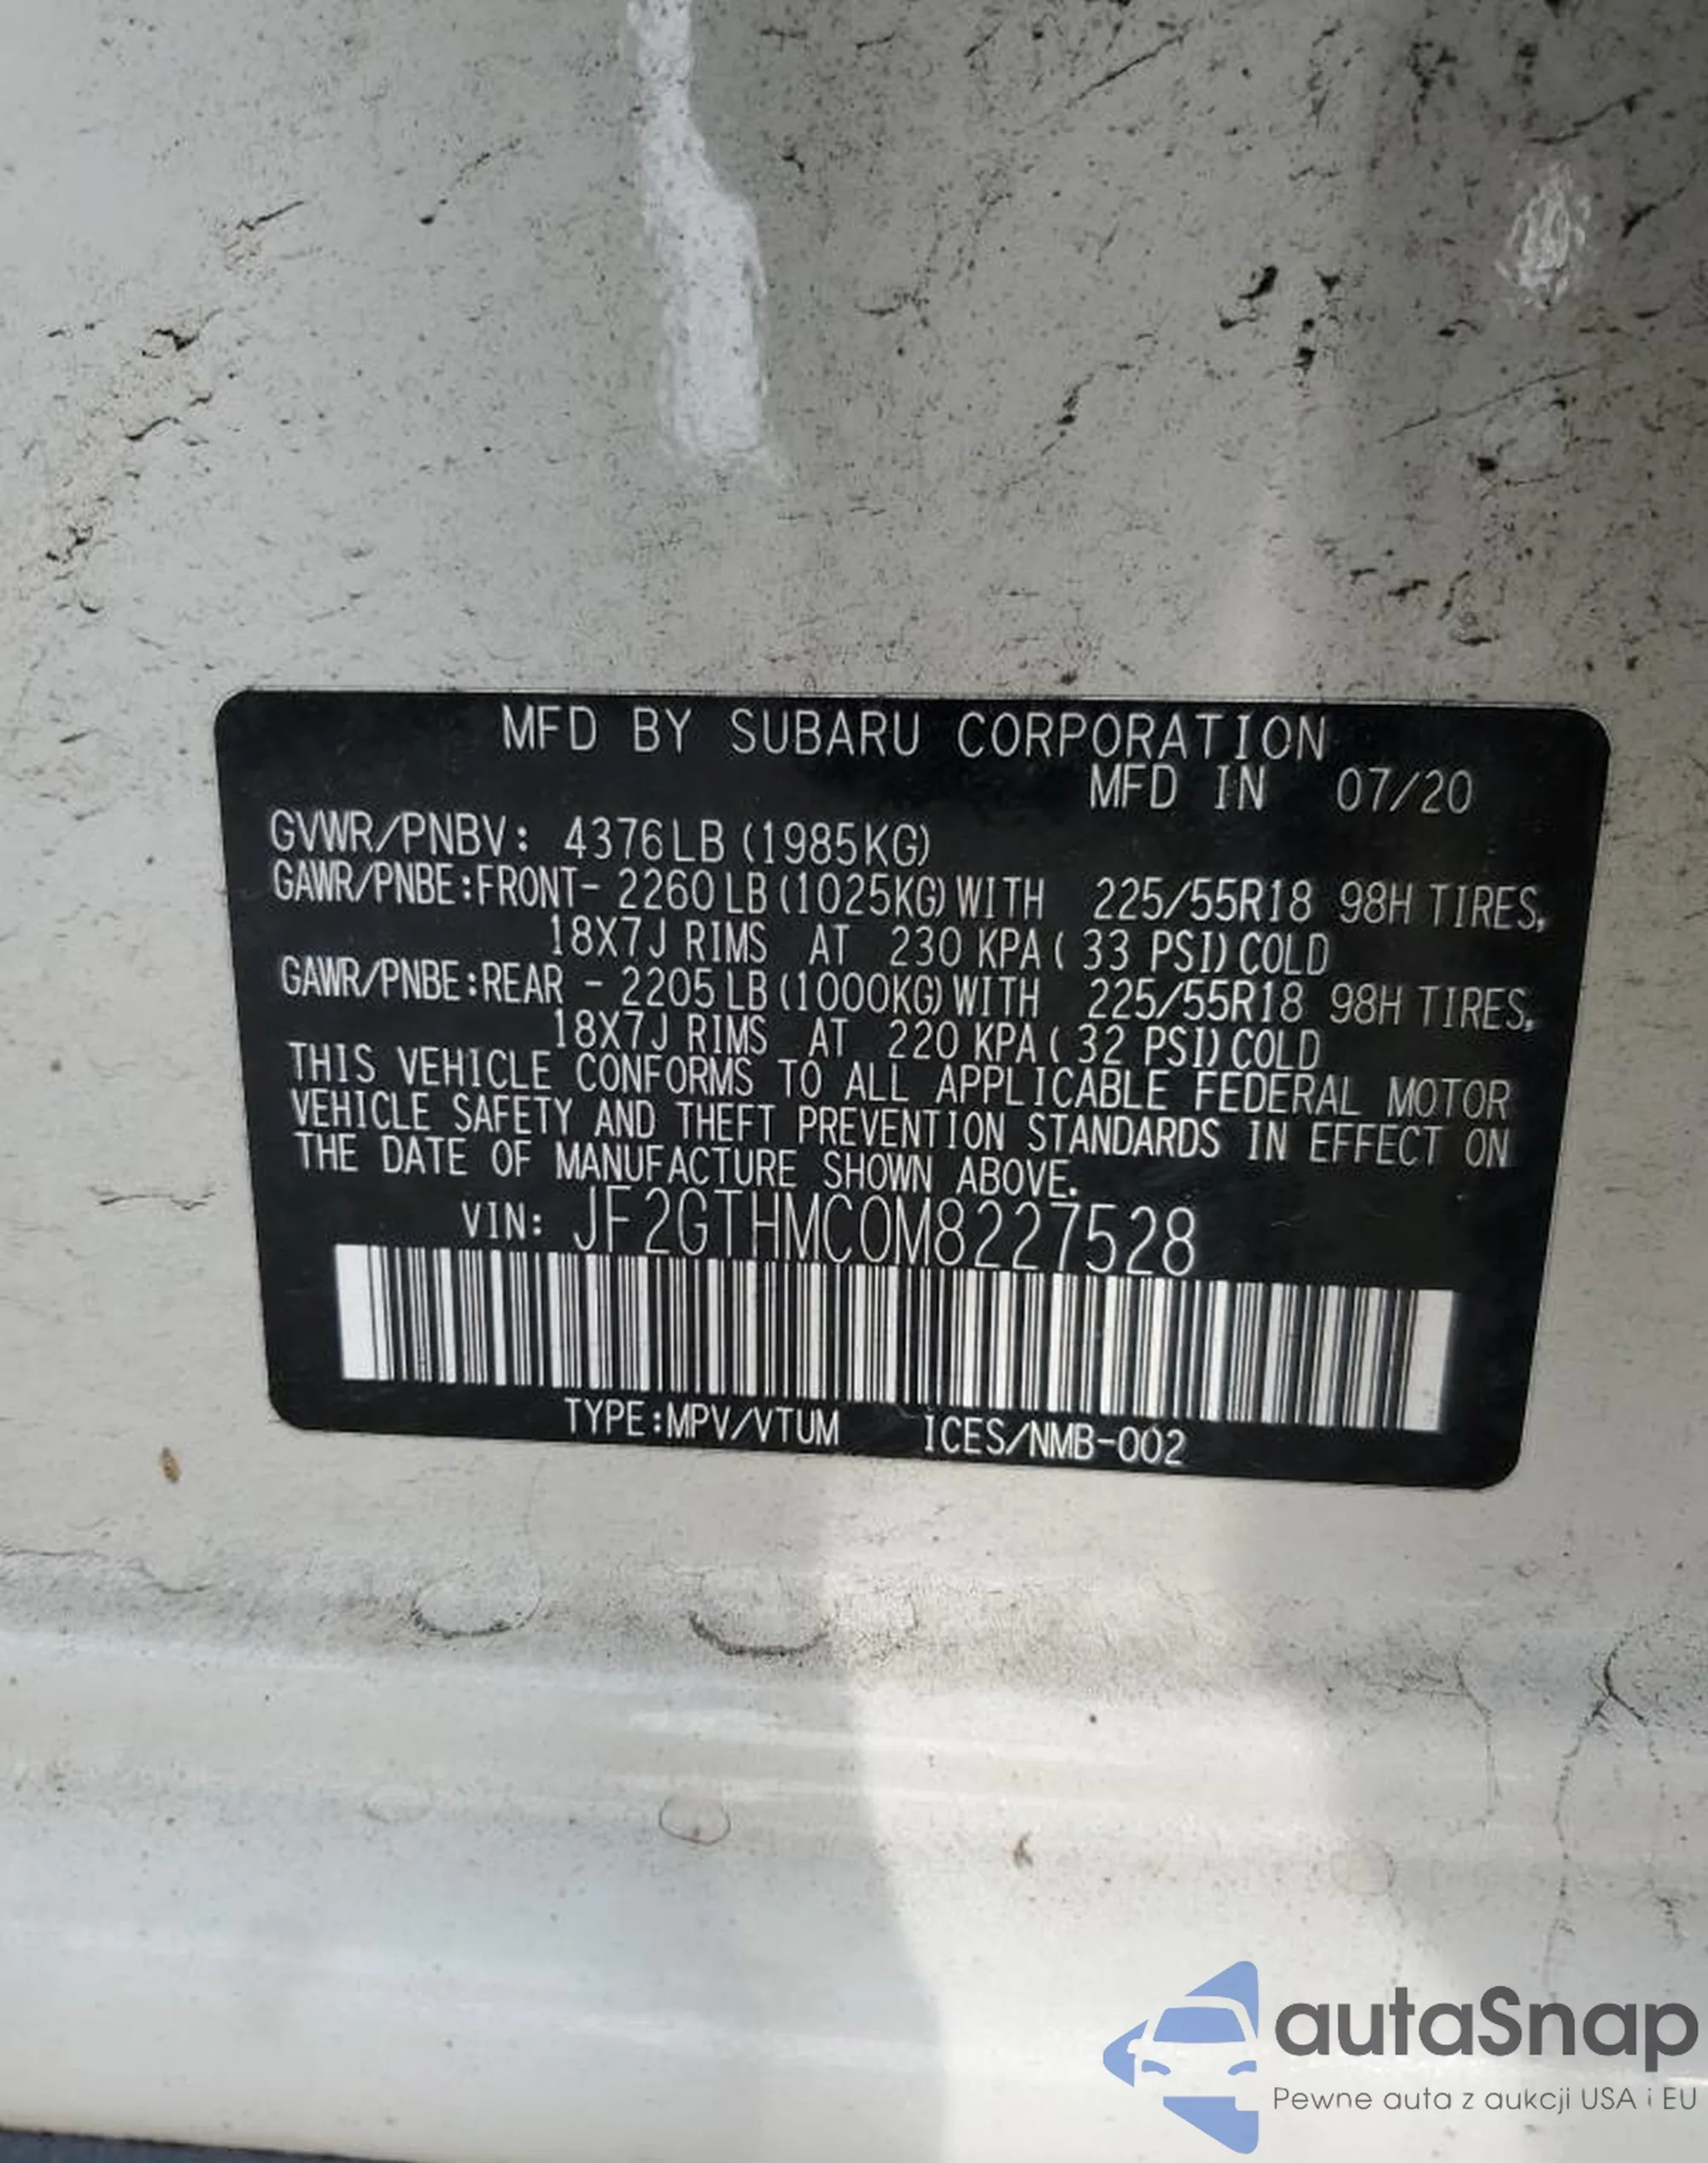 MFD BY SUBARU CORPORATION
MFD IN 07/20
GVWR/PNBV: 4376LB (1985KG)
GAWR/PNBE:FRONT- 2260LB (1025KG) WITH 225/55R18 98H TIRES,
18X7J RIMS AT 230 KPA ( 33 PSI) COLD
GAWR/PNBE:REAR - 2205LB (1000KG) WITH 225/55R18 98H TIRES,
18X7J RIMS AT 220 KPA ( 32 PSI) COLD
THIS VEHICLE CONFORMS TO ALL APPLICABLE FEDERAL MOTOR
VEHICLE SAFETY AND THEFT PREVENTION STANDARDS IN EFFECT ON
THE DATE OF MANUFACTURE SHOWN ABOVE.
VIN: JF2GTHMC0M8227528
TYPE:MPV/VTUM ICES/NMB-002
autaSnap
Pewne auta z aukcji USA i EU